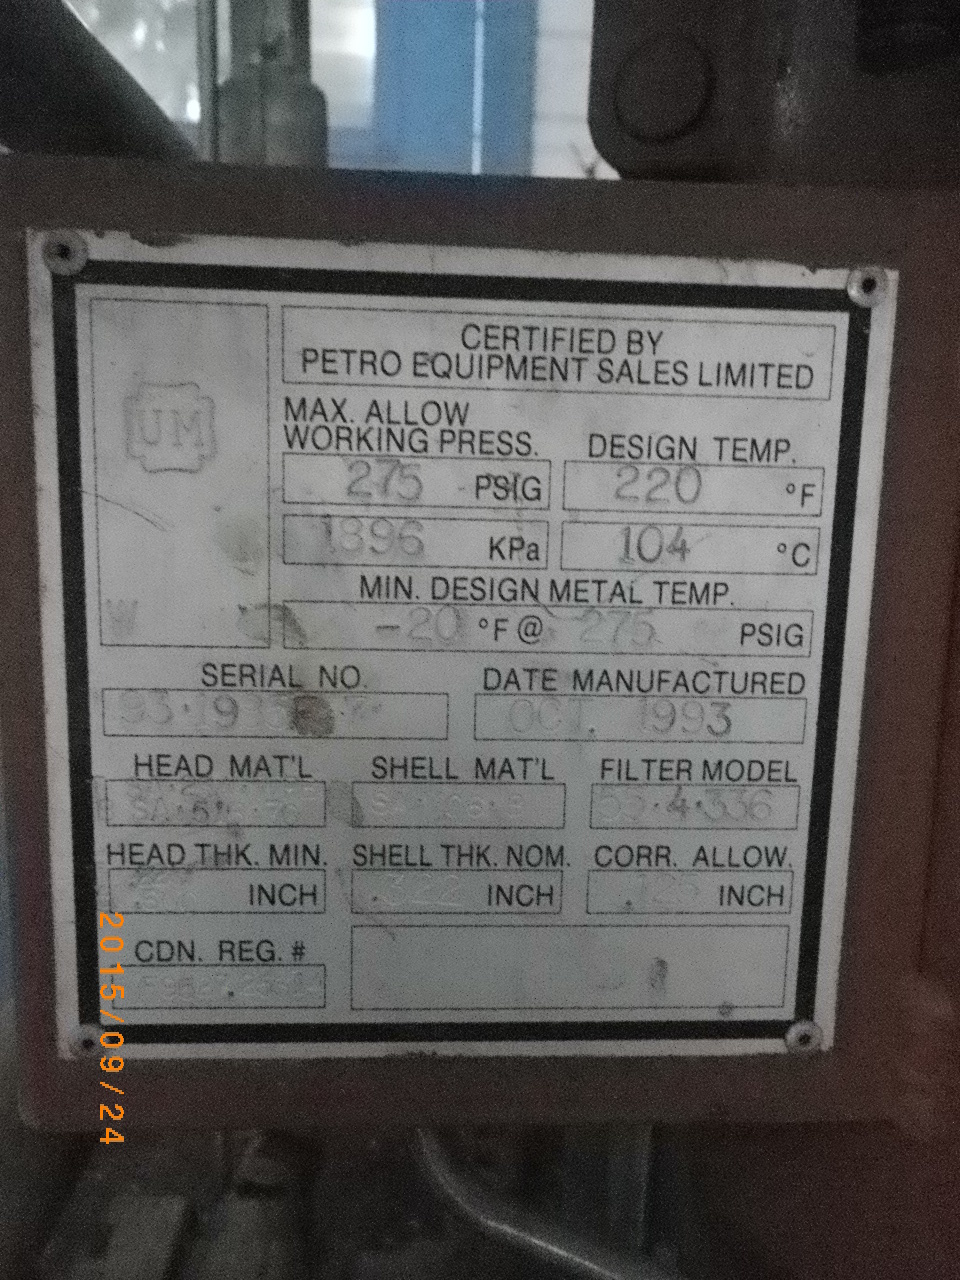 CERTIFIED BY
PETRO EQUIPMENT SALES LIMITED
UM
W
MAX. ALLOW
WORKING PRESS.
275 PSIG
1896 KPa
DESIGN TEMP.
220 °F
104 °C
MIN. DESIGN METAL TEMP.
-20 °F @ 275 PSIG
SERIAL NO.
DATE MANUFACTURED
OCT. 1993
HEAD MAT'L
SHELL MAT'L
FILTER MODEL
HEAD THK. MIN.
INCH
SHELL THK. NOM.
.322 INCH
CORR. ALLOW.
.125 INCH
CDN. REG. #
2015/09/24